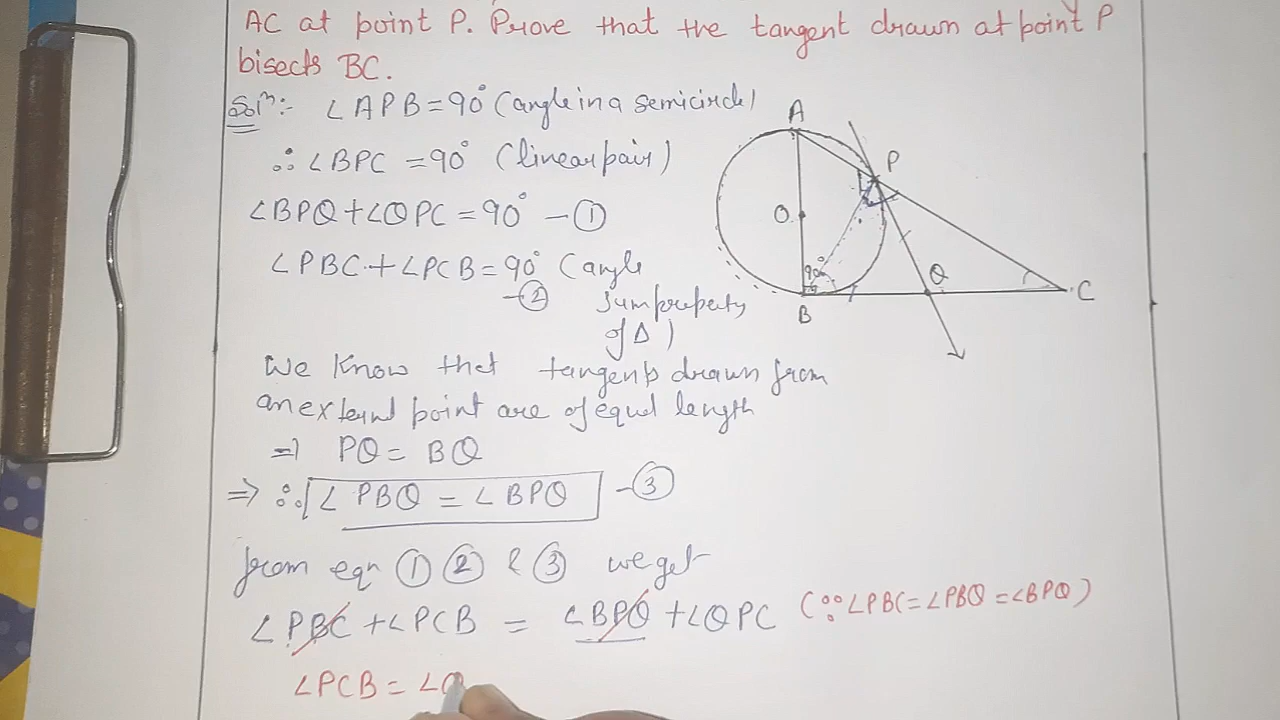 AC at point P. Prove that the tangent drawn at point P
bisects BC.
Solⁿ:- ∠APB = 90° (angle in a semicircle)
∴ ∠BPC = 90° (linear pair)
∠BPQ + ∠QPC = 90° - ①
∠PBC + ∠PCB = 90° (angle
- ② sum property
of Δ)
We know that tangents drawn from
an external point are of equal length
⇒ PQ = BQ
⇒ ∴ ∠PBQ = ∠BPQ - ③
from eqn ① ② & ③ we get
∠PBC + ∠PCB = ∠BPQ + ∠QPC (∵ ∠PBC = ∠PBQ = ∠BPQ)
∠PCB = ∠Q
A
P
O
90°
Q
B
C